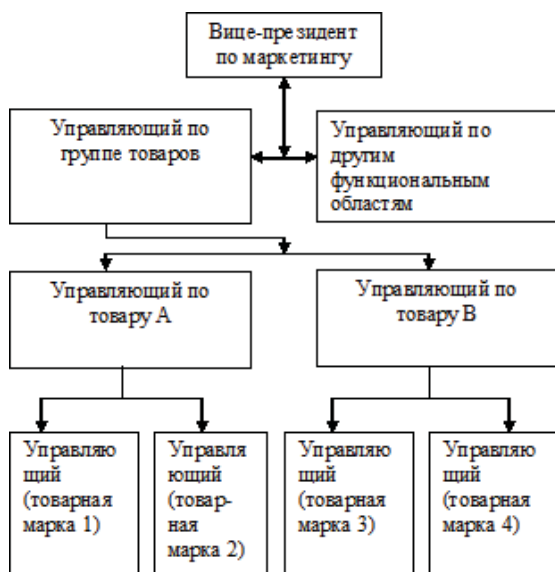 Вице-президент
по маркетингу
Управляющий по
группе товаров
Управляющий по
другим
функциональным
областям
Управляющий по
товару А
Управляющий по
товару В
Управляю
щий
(товарная
марка 1)
Управля
ющий
(товар-
ная
марка 2)
Управляю
щий
(товарная
марка 3)
Управляю
щий
(товарная
марка 4)